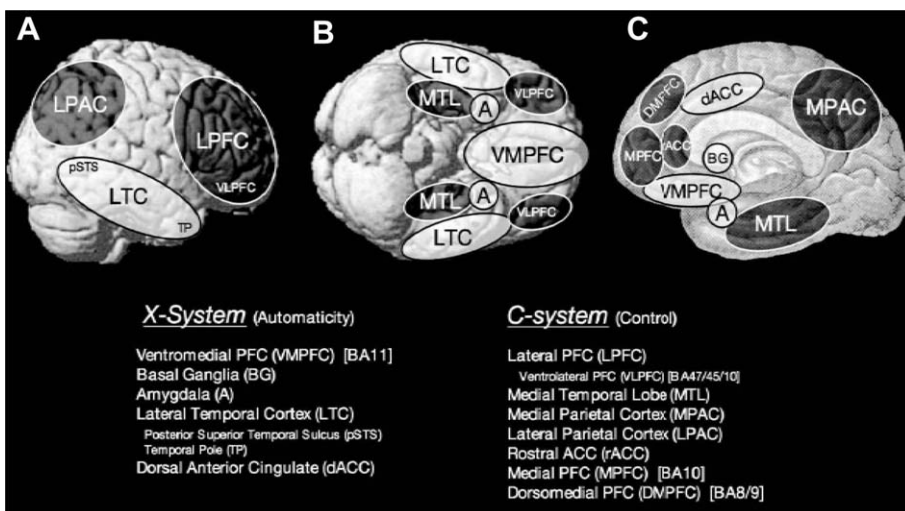 A
B
C
LPAC
LPFC
VLPFC
pSTS
LTC
TP
LTC
MTL
A
VLPFC
VMPFC
MTL
A
VLPFC
LTC
DMPFC
dACC
MPAC
MPFC
rACC
BG
VMPFC
A
MTL
X-System (Automaticity)
Ventromedial PFC (VMPFC) [BA11]
Basal Ganglia (BG)
Amygdala (A)
Lateral Temporal Cortex (LTC)
Posterior Superior Temporal Sulcus (pSTS)
Temporal Pole (TP)
Dorsal Anterior Cingulate (dACC)
C-system (Control)
Lateral PFC (LPFC)
Ventrolateral PFC (VLPFC) [BA47/45/10]
Medial Temporal Lobe (MTL)
Medial Parietal Cortex (MPAC)
Lateral Parietal Cortex (LPAC)
Rostral ACC (rACC)
Medial PFC (MPFC) [BA10]
Dorsomedial PFC (DMPFC) [BA8/9]